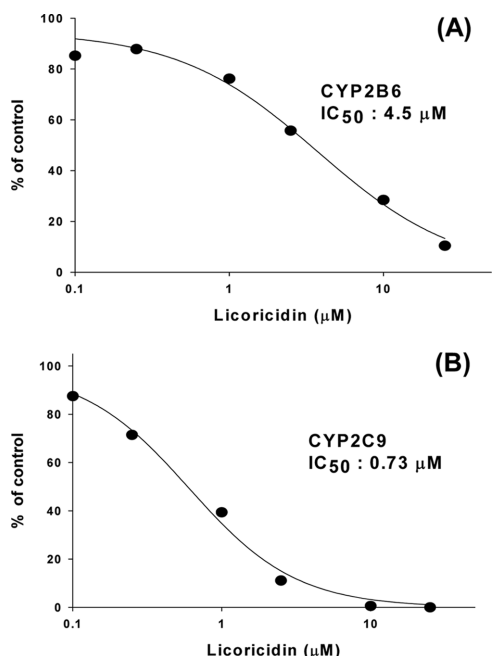 (A)
100
80
60
40
20
0
% of control
CYP2B6
IC50 : 4.5 μM
0.1 1 10
Licoricidin (μM)
(B)
100
80
60
40
20
0
% of control
CYP2C9
IC50 : 0.73 μM
0.1 1 10
Licoricidin (μM)